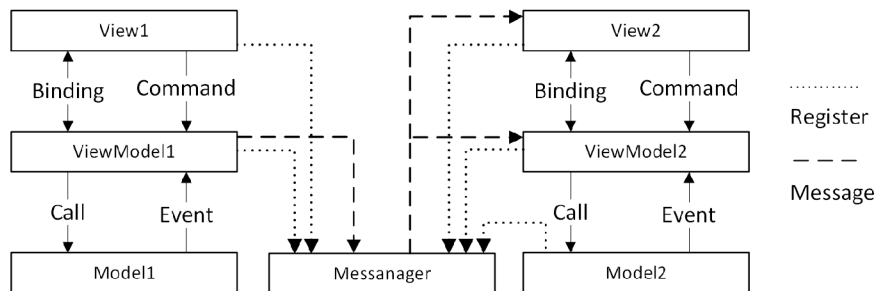 View1
View2
Binding
Command
Binding
Command
Register
ViewModel1
ViewModel2
Message
Call
Event
Call
Event
Model1
Messanager
Model2